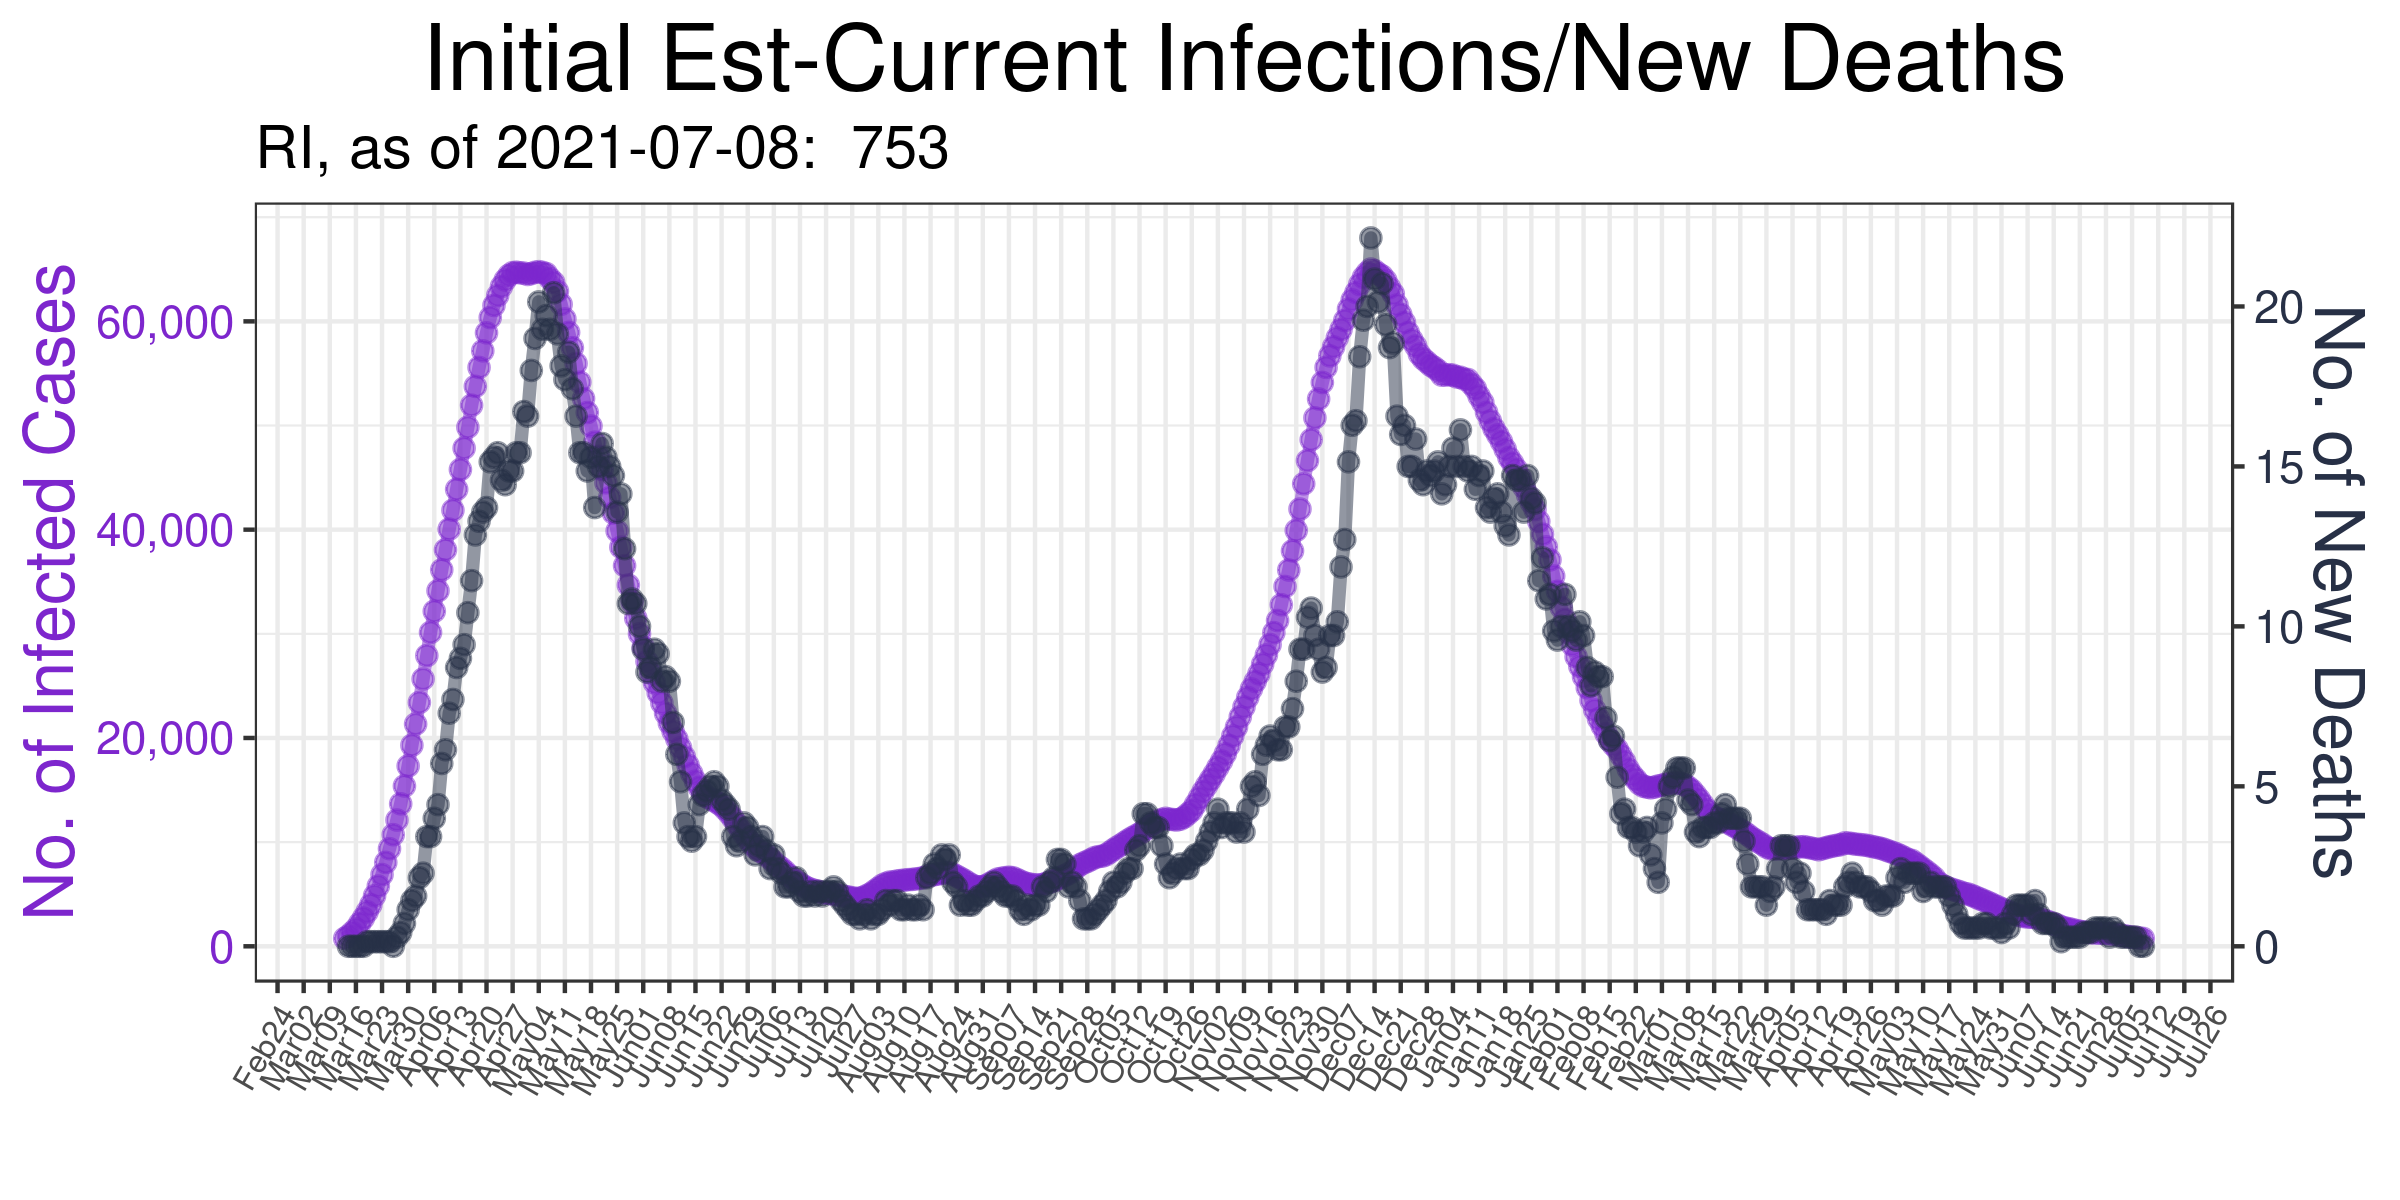 Initial Est-Current Infections/New Deaths
RI, as of 2021-07-08:  753
No. of Infected Cases
60,000
40,000
20,000
0
No. of New Deaths
20
15
10
5
0
Feb24
Mar02
Mar09
Mar16
Mar23
Mar30
Apr06
Apr13
Apr20
Apr27
May04
May11
May18
May25
Jun01
Jun08
Jun15
Jun22
Jun29
Jul06
Jul13
Jul20
Jul27
Aug03
Aug10
Aug17
Aug24
Aug31
Sep07
Sep14
Sep21
Sep28
Oct05
Oct12
Oct19
Oct26
Nov02
Nov09
Nov16
Nov23
Nov30
Dec07
Dec14
Dec21
Dec28
Jan04
Jan11
Jan18
Jan25
Feb01
Feb08
Feb15
Feb22
Mar01
Mar08
Mar15
Mar22
Mar29
Apr05
Apr12
Apr19
Apr26
May03
May10
May17
May24
May31
Jun07
Jun14
Jun21
Jun28
Jul05
Jul12
Jul19
Jul26